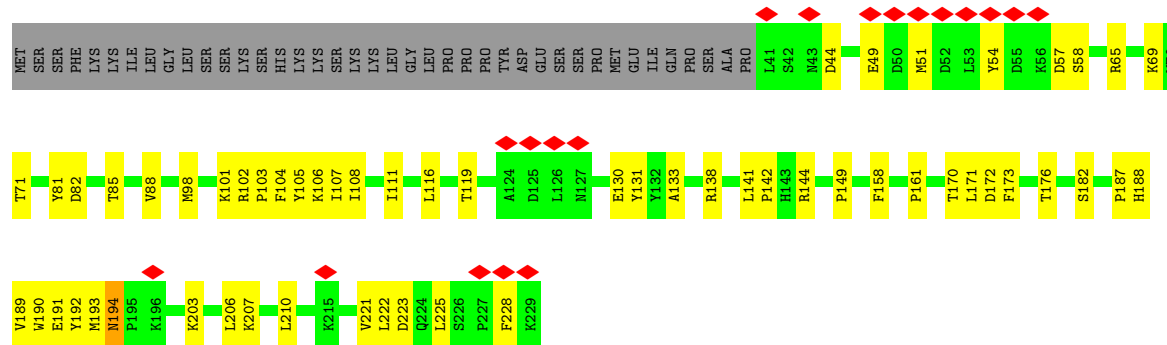 MET SER SER PHE LYS LYS ILE LEU GLY LEU SER SER LYS SER HIS LYS LYS SER LYS LYS LEU GLY LEU PRO PRO PRO TYR ASP GLU SER SER PRO MET GLU ILE GLN PRO SER ALA PRO L41 S42 N43 D44 E49 D50 M51 D52 L53 Y54 D55 K56 D57 S58 R65 K69
T71 Y81 D82 T85 V88 M98 K101 R102 P103 F104 Y105 K106 I107 I108 I111 L116 T119 A124 D125 L126 N127 E130 Y131 Y132 A133 R138 L141 P142 H143 R144 P149 F158 P161 T170 L171 D172 F173 T176 S182 P187 H188
V189 W190 E191 Y192 M193 N194 P195 K196 K203 L206 K207 L210 K215 V221 L222 D223 Q224 L225 S226 P227 F228 K229